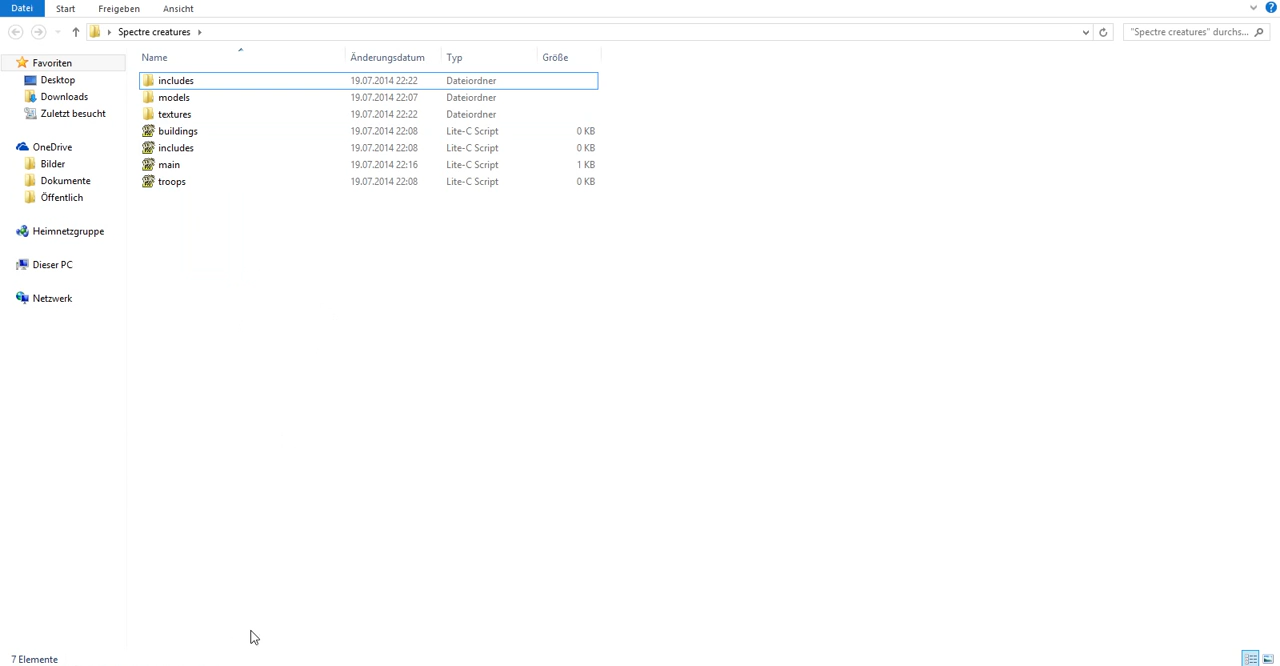 Datei Start Freigeben Ansicht
Spectre creatures "Spectre creatures" durchs...
Name Änderungsdatum Typ Größe
Favoriten
Desktop
Downloads
Zuletzt besucht
OneDrive
Bilder
Dokumente
Öffentlich
Heimnetzgruppe
Dieser PC
Netzwerk
includes 19.07.2014 22:22 Dateiordner
models 19.07.2014 22:07 Dateiordner
textures 19.07.2014 22:22 Dateiordner
buildings 19.07.2014 22:08 Lite-C Script 0 KB
includes 19.07.2014 22:08 Lite-C Script 0 KB
main 19.07.2014 22:16 Lite-C Script 1 KB
troops 19.07.2014 22:08 Lite-C Script 0 KB
7 Elemente